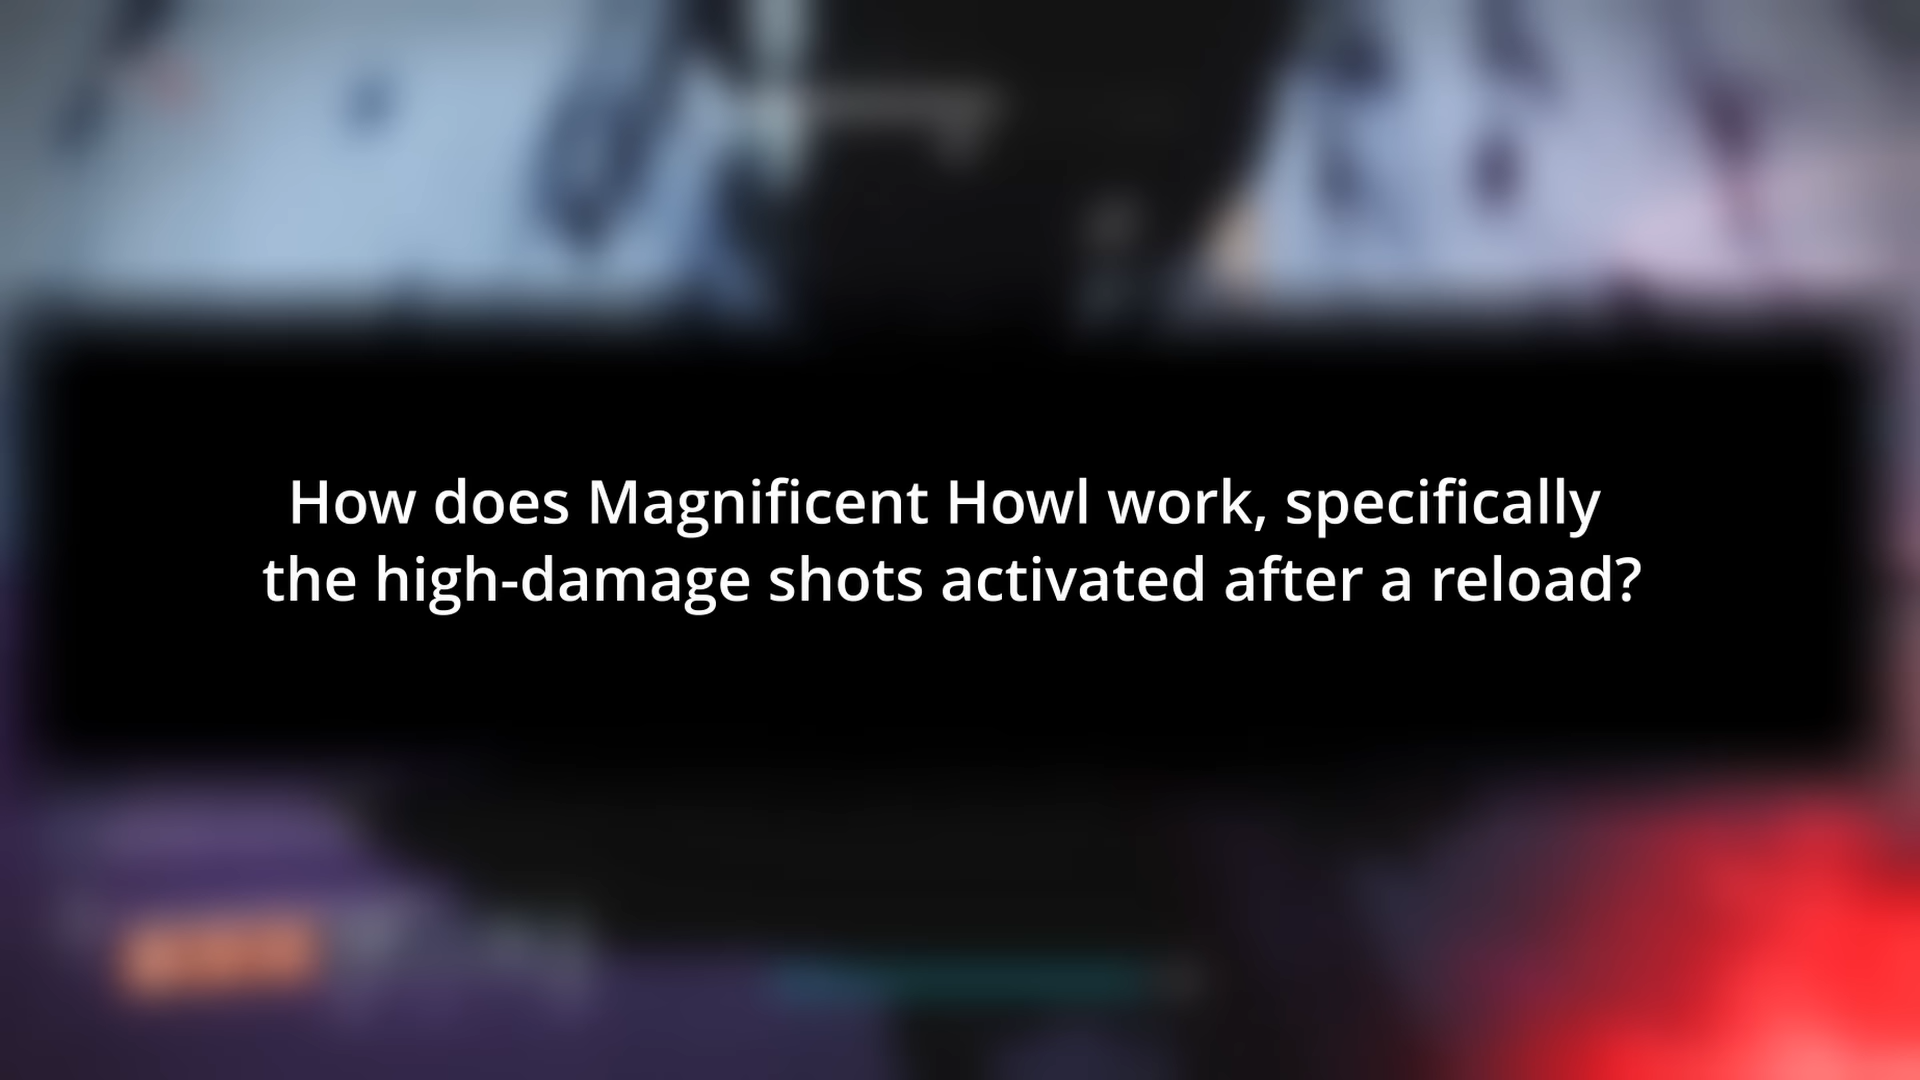 How does Magnificent Howl work, specifically
the high-damage shots activated after a reload?